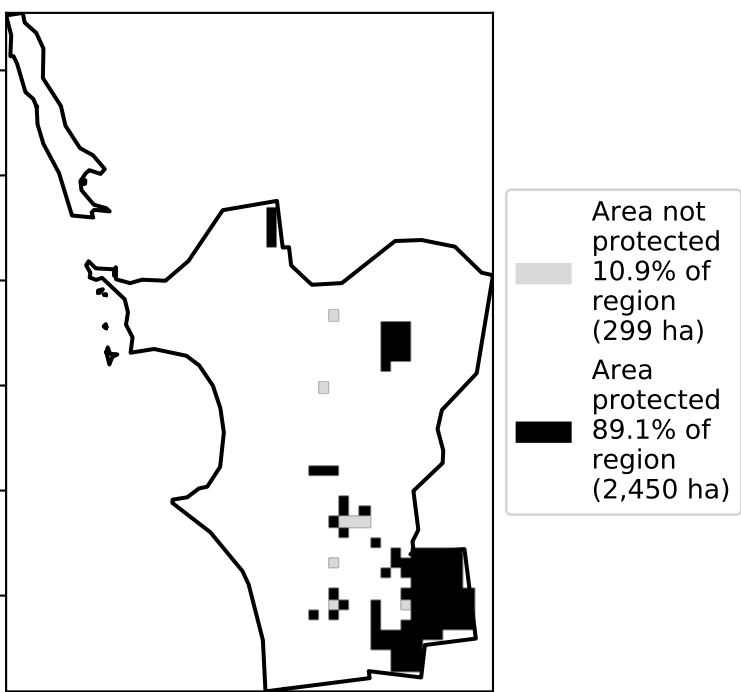 Area not
protected
10.9% of
region
(299 ha)
Area
protected
89.1% of
region
(2,450 ha)